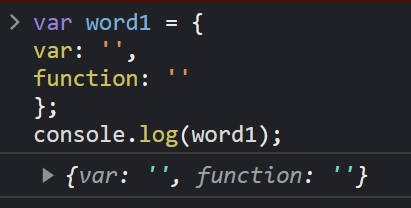 > var word1 = {
var: '',
function: ''
};
console.log(word1);
▶ {var: '', function: ''}